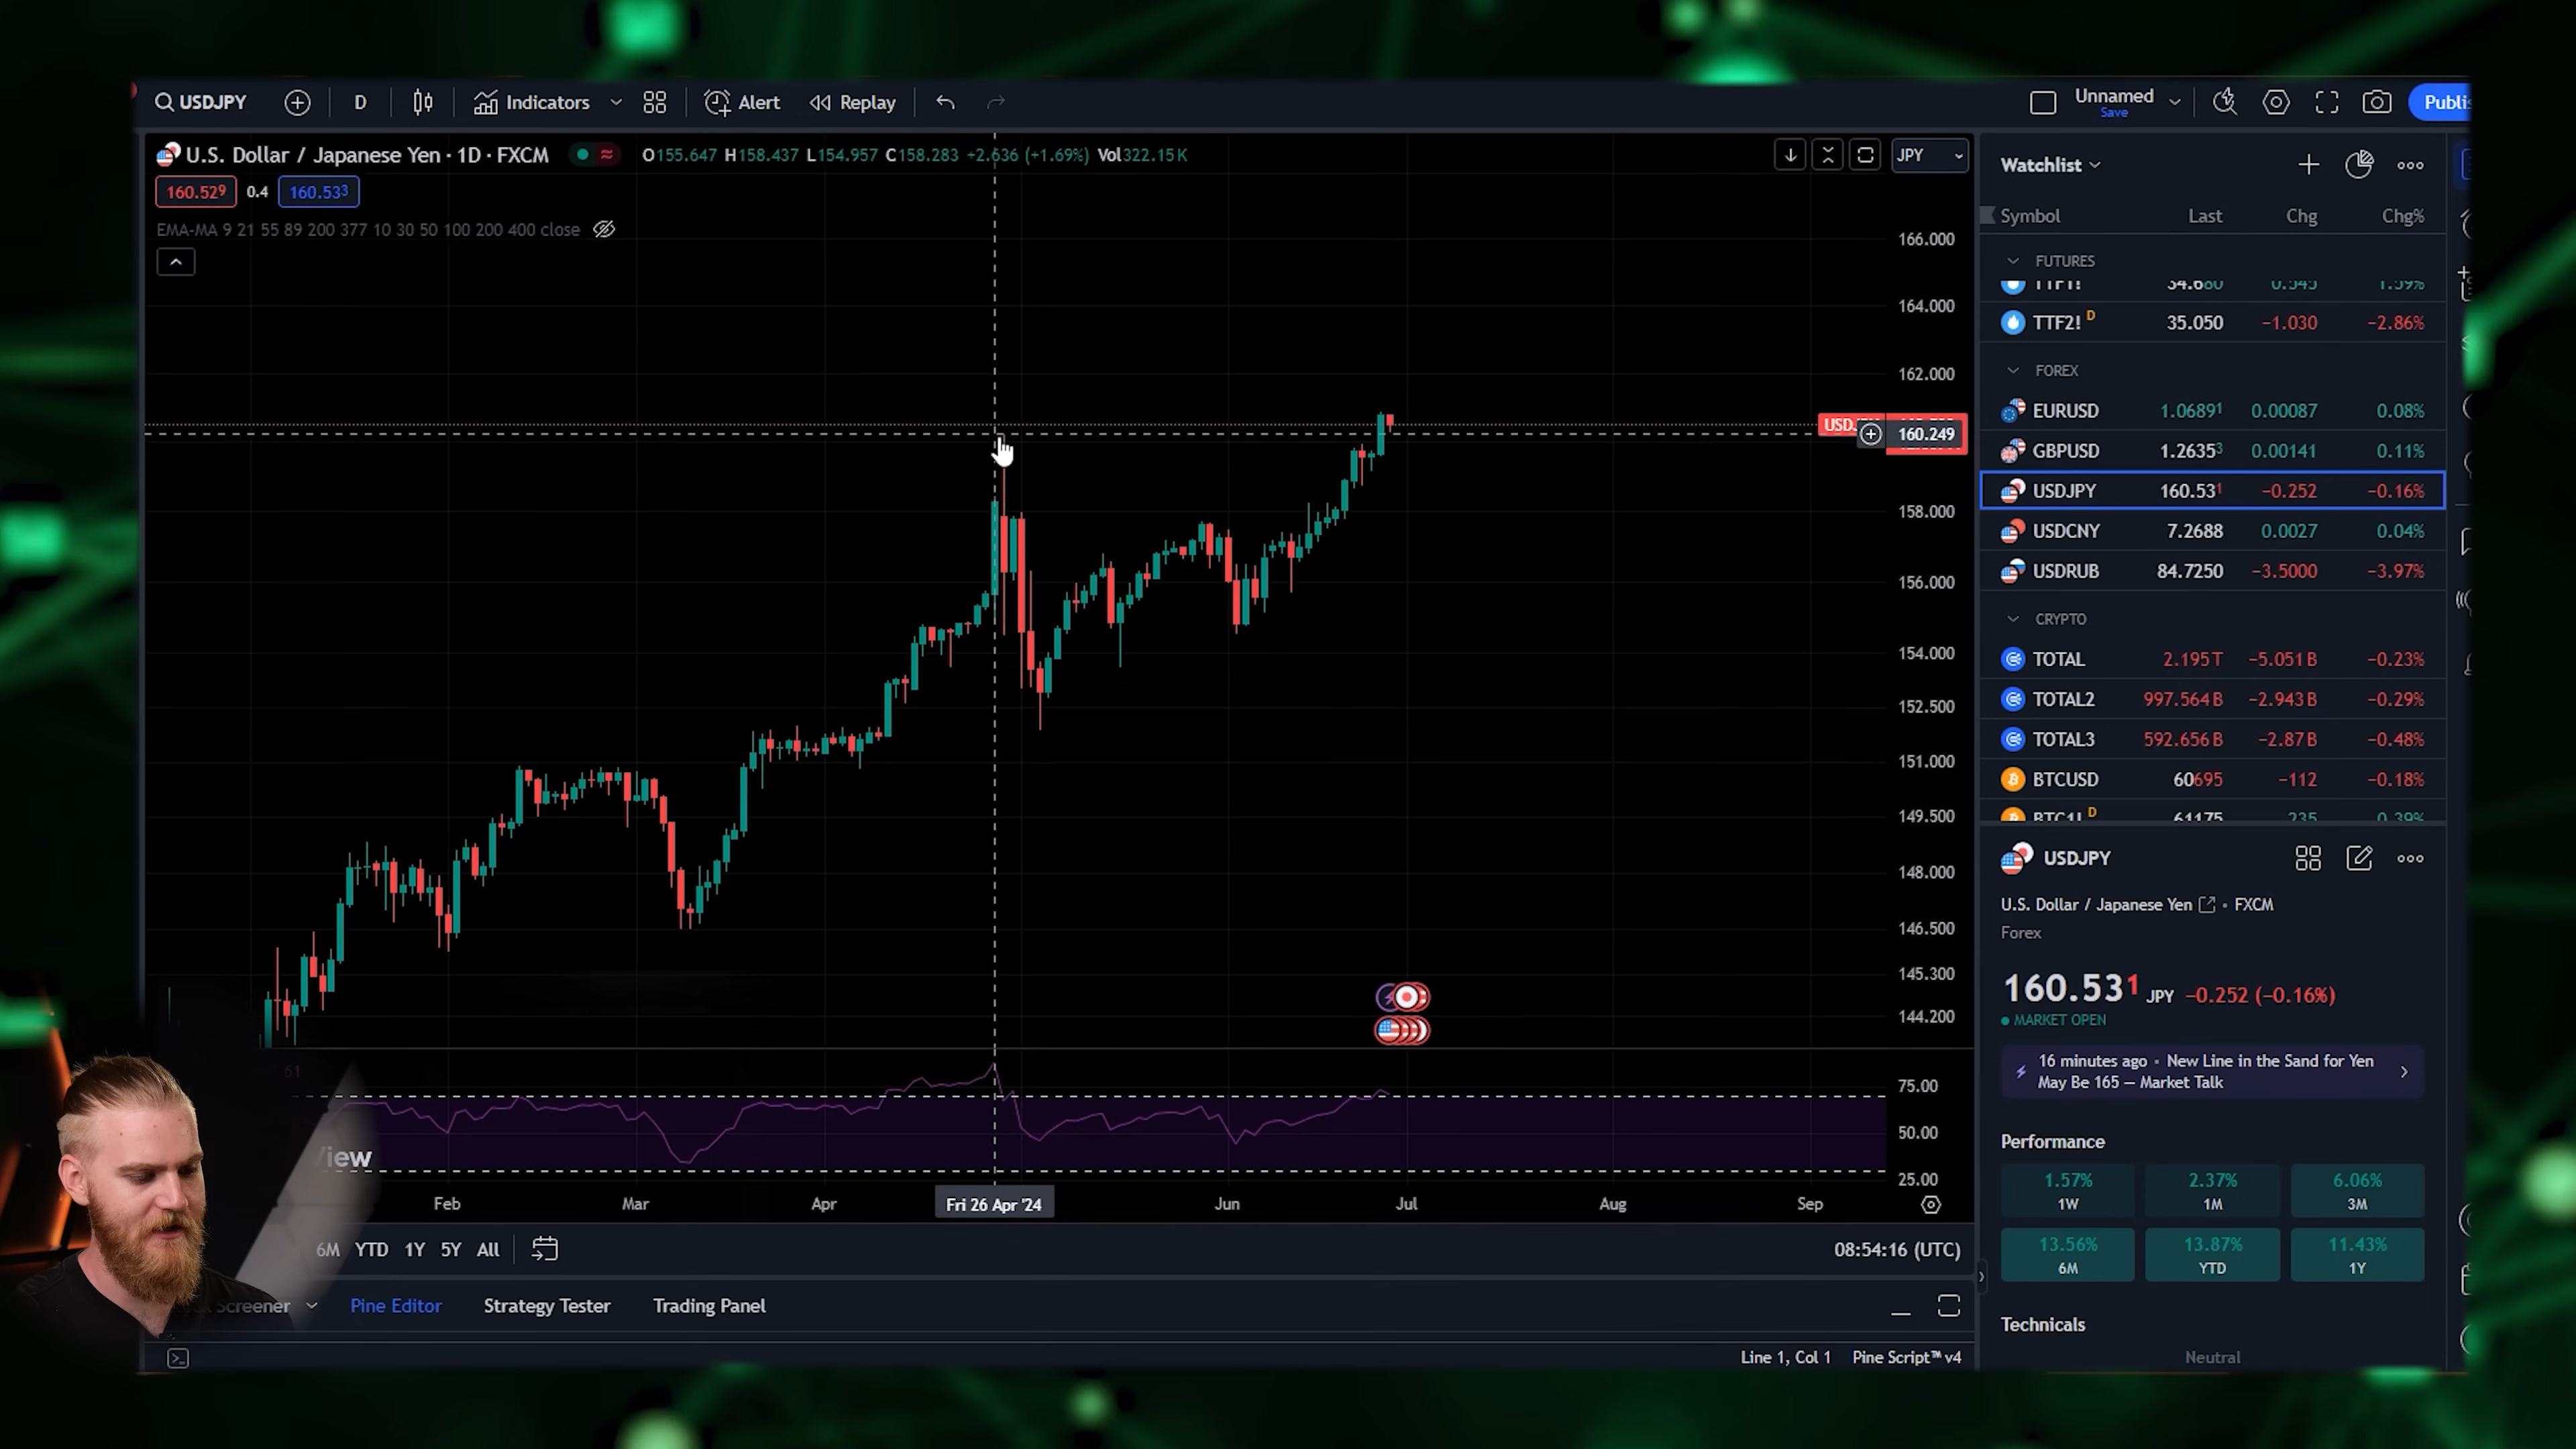 USDJPY D Indicators Alert Replay Unnamed
Save
U.S. Dollar / Japanese Yen · 1D · FXCM O155.647 H158.437 L154.957 C158.283 +2.636 (+1.69%) Vol322.15K JPY
160.529 0.4 160.533
EMA-MA 9 21 55 89 200 377 10 30 50 100 200 400 close
166.000
164.000
162.000
USD
160.249
158.000
156.000
154.000
152.500
151.000
149.500
148.000
146.500
145.300
144.200
61
75.00
50.00
25.00
Feb Mar Apr Fri 26 Apr '24 Jun Jul Aug Sep
6M YTD 1Y 5Y All 08:54:16 (UTC)
Screener Pine Editor Strategy Tester Trading Panel
Line 1, Col 1 Pine Script™ v4
Watchlist
Symbol Last Chg Chg%
FUTURES
TTF2! D 35.050 −1.030 −2.86%
FOREX
EURUSD 1.06891 0.00087 0.08%
GBPUSD 1.26353 0.00141 0.11%
USDJPY 160.531 −0.252 −0.16%
USDCNY 7.2688 0.0027 0.04%
USDRUB 84.7250 −3.5000 −3.97%
CRYPTO
TOTAL 2.195T −5.051B −0.23%
TOTAL2 997.564B −2.943B −0.29%
TOTAL3 592.656B −2.87B −0.48%
BTCUSD 60695 −112 −0.18%
USDJPY
U.S. Dollar / Japanese Yen • FXCM
Forex
160.531 JPY −0.252 (−0.16%)
MARKET OPEN
16 minutes ago • New Line in the Sand for Yen
May Be 165 — Market Talk
Performance
1.57% 2.37% 6.06%
1W 1M 3M
13.56% 13.87% 11.43%
6M YTD 1Y
Technicals
Neutral